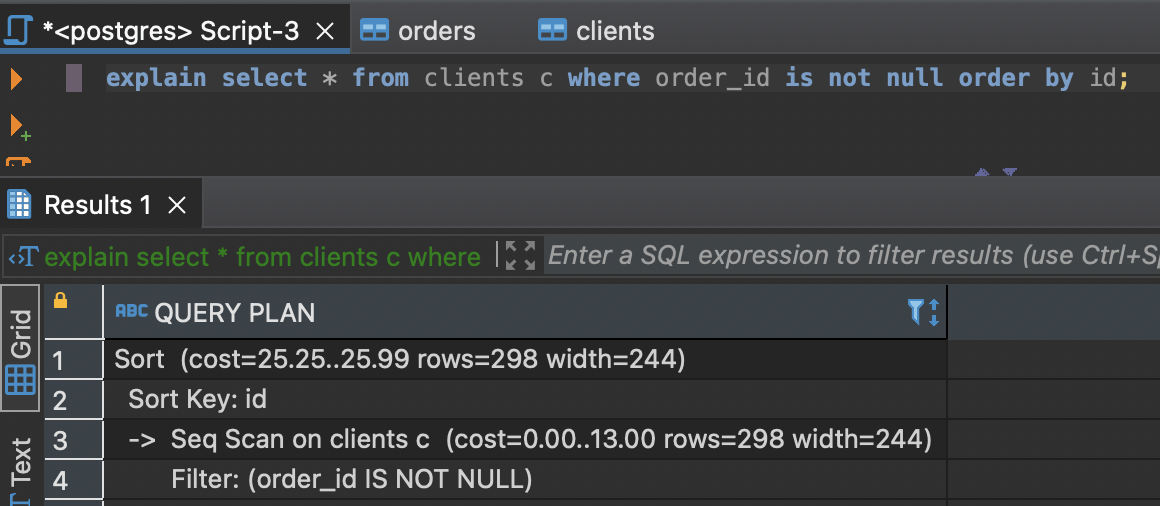 *<postgres> Script-3
orders
clients
explain select * from clients c where order_id is not null order by id;
Results 1
explain select * from clients c where
Enter a SQL expression to filter results (use Ctrl+Sp
Grid
Text
ABC QUERY PLAN
1 Sort (cost=25.25..25.99 rows=298 width=244)
2 Sort Key: id
3 -> Seq Scan on clients c (cost=0.00..13.00 rows=298 width=244)
4 Filter: (order_id IS NOT NULL)